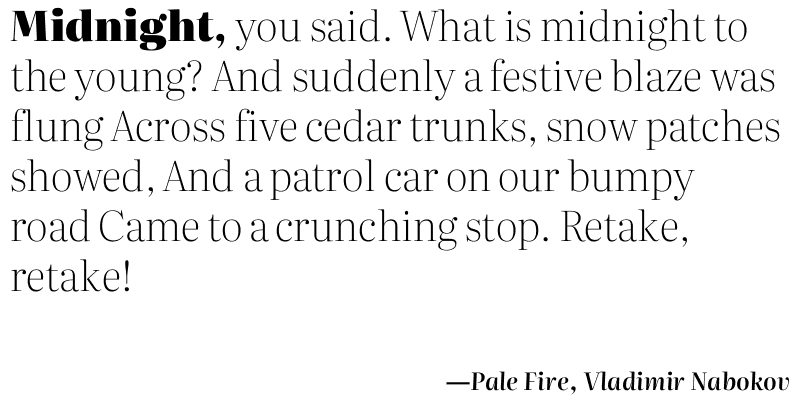 Midnight, you said. What is midnight to
the young? And suddenly a festive blaze was
flung Across five cedar trunks, snow patches
showed, And a patrol car on our bumpy
road Came to a crunching stop. Retake,
retake!
—Pale Fire, Vladimir Nabokov